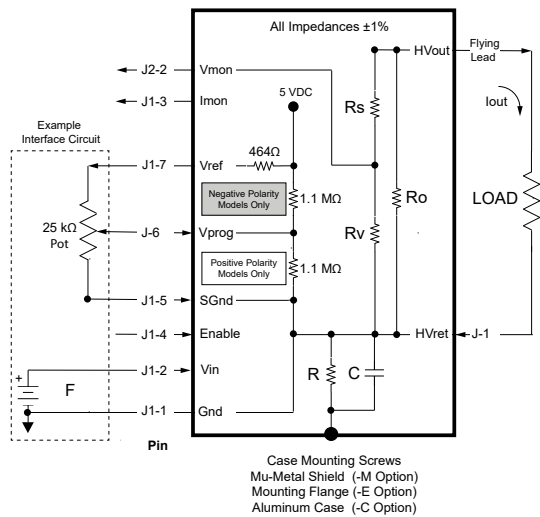 All Impedances ±1%
HVout
Flying
Lead
J2-2
Vmon
J1-3
Imon
5 VDC
Rs
Iout
Example
Interface Circuit
464Ω
J1-7
Vref
Negative Polarity
Models Only
1.1 MΩ
Ro
LOAD
25 kΩ
Pot
J-6
Vprog
Rv
Positive Polarity
Models Only
1.1 MΩ
J1-5
SGnd
J1-4
Enable
HVret
J-1
J1-2
Vin
R
C
+
F
J1-1
Gnd
Pin
Case Mounting Screws
Mu-Metal Shield (-M Option)
Mounting Flange (-E Option)
Aluminum Case (-C Option)